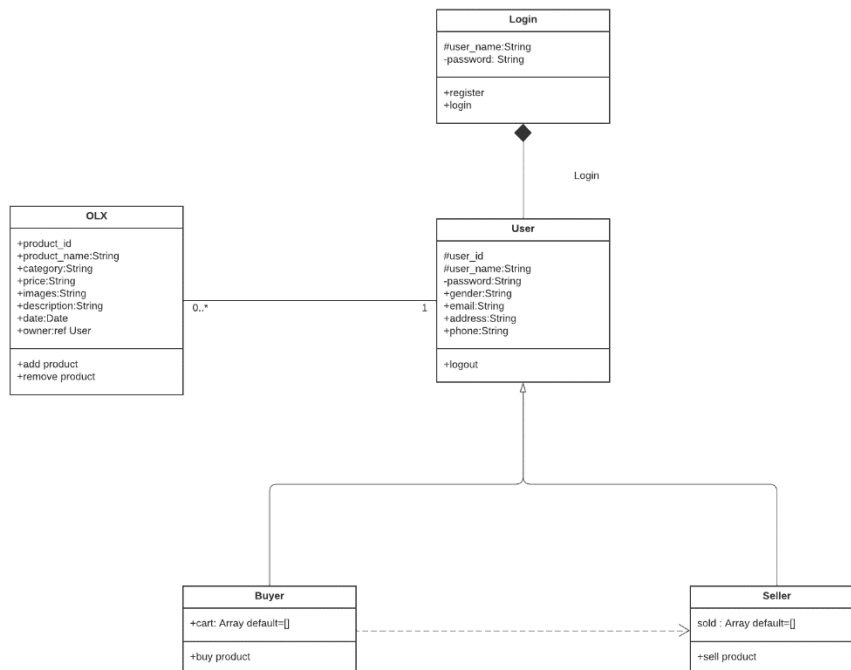 Login
#user_name:String
-password: String
+register
+login
Login
OLX
+product_id
+product_name:String
+category:String
+price:String
+images:String
+description:String
+date:Date
+owner:ref User
+add product
+remove product
0..*
1
User
#user_id
#user_name:String
-password:String
+gender:String
+email:String
+address:String
+phone:String
+logout
Buyer
+cart: Array default=[]
+buy product
Seller
sold : Array default=[]
+sell product